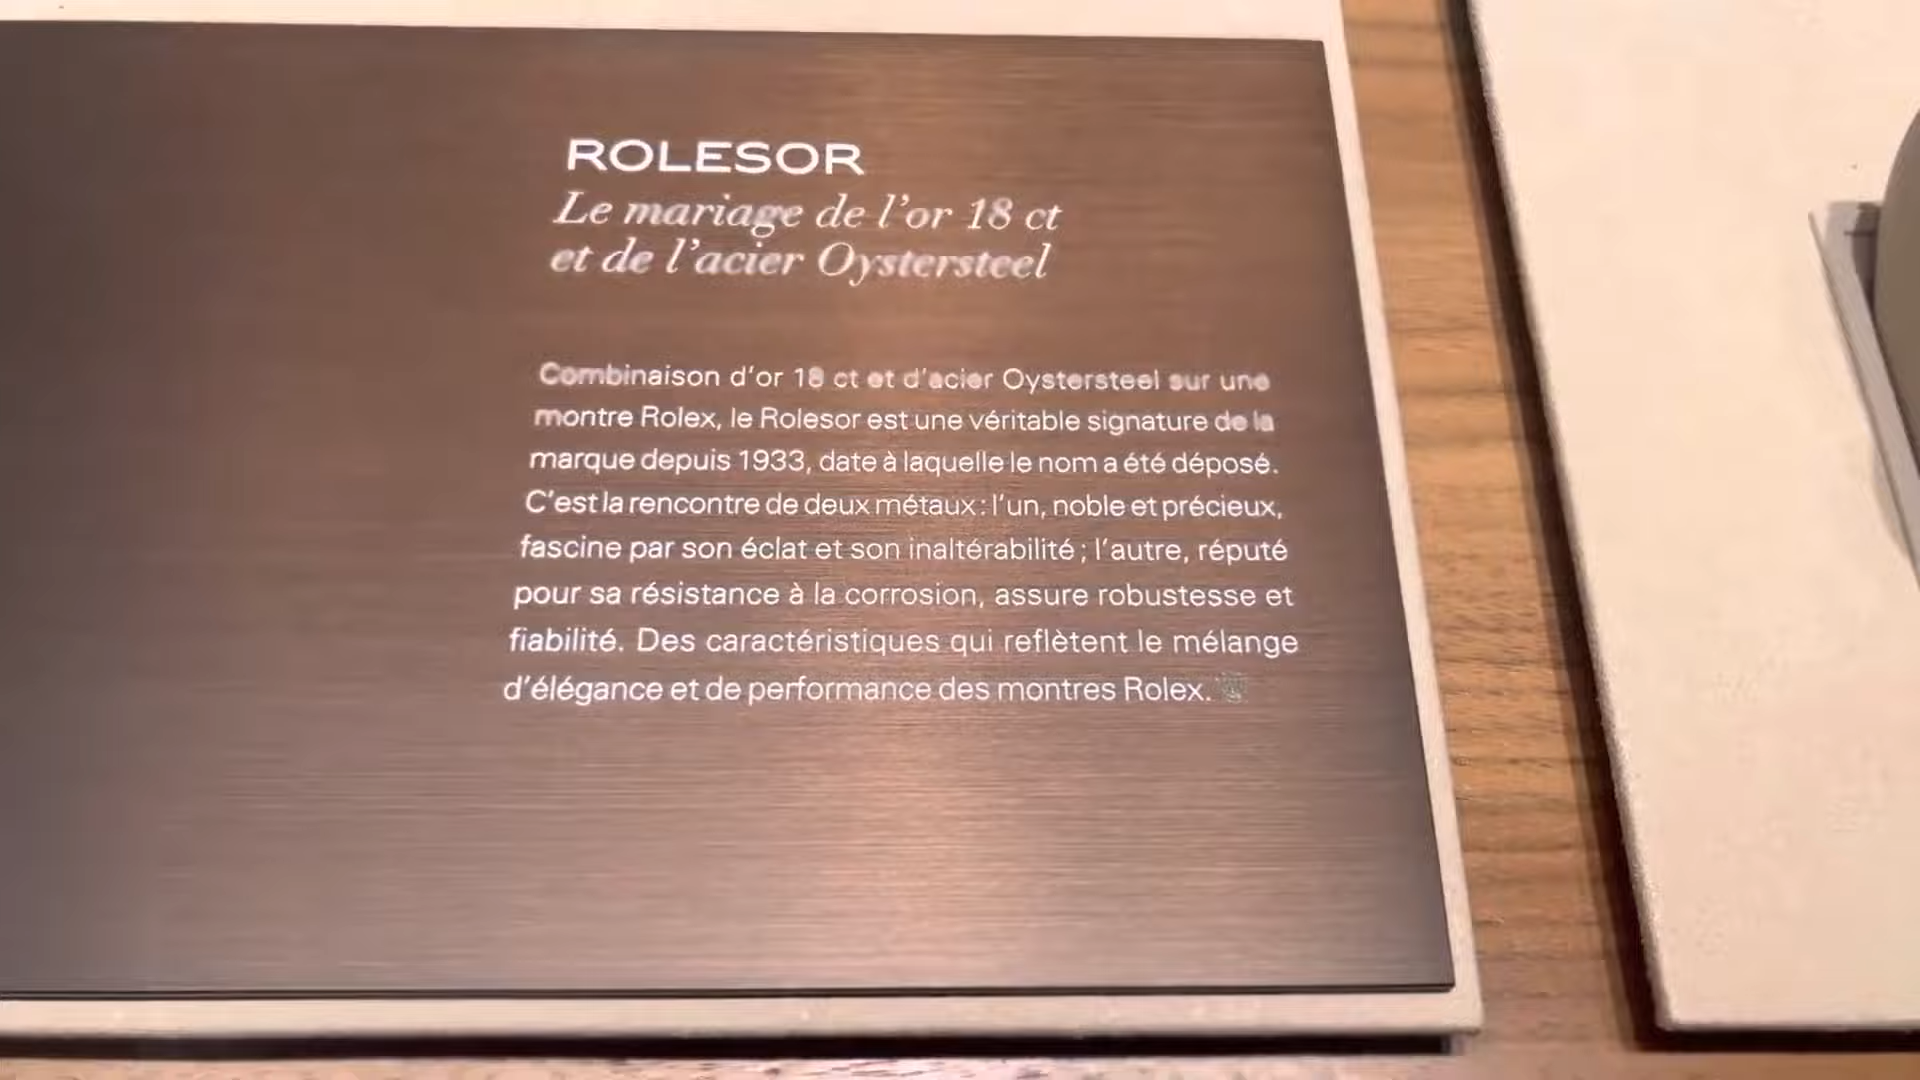 ROLESOR
Le mariage de l'or 18 ct
et de l'acier Oystersteel
Combinaison d'or 18 ct et d'acier Oystersteel sur une
montre Rolex, le Rolesor est une véritable signature de la
marque depuis 1933, date à laquelle le nom a été déposé.
C'est la rencontre de deux métaux : l'un, noble et précieux,
fascine par son éclat et son inaltérabilité ; l'autre, réputé
pour sa résistance à la corrosion, assure robustesse et
fiabilité. Des caractéristiques qui reflètent le mélange
d'élégance et de performance des montres Rolex.